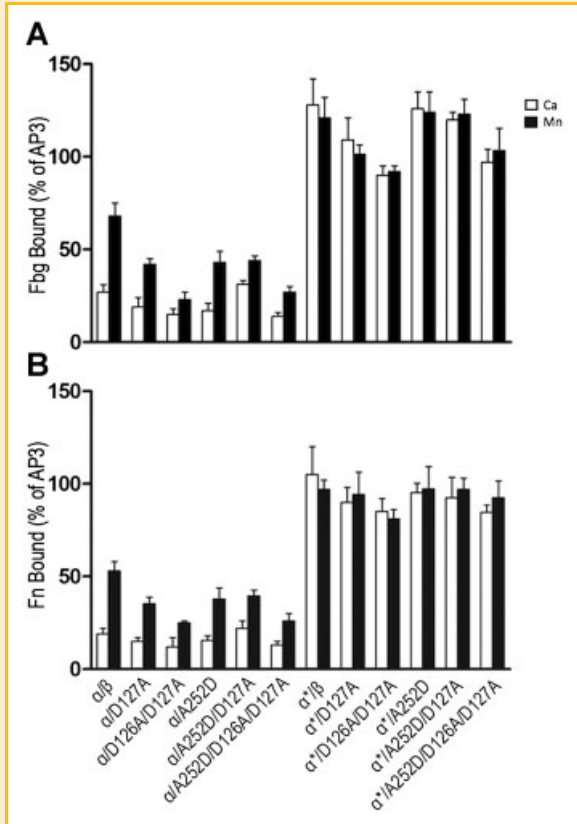 A
150
100
50
0
Fbg Bound (% of AP3)
Ca
Mn
B
150
100
50
0
Fn Bound (% of AP3)
α/β
α/D127A
α/D126A/D127A
α/A252D
α/A252D/D127A
α/A252D/D126A/D127A
α*/β
α*/D127A
α*/D126A/D127A
α*/A252D
α*/A252D/D127A
α*/A252D/D126A/D127A